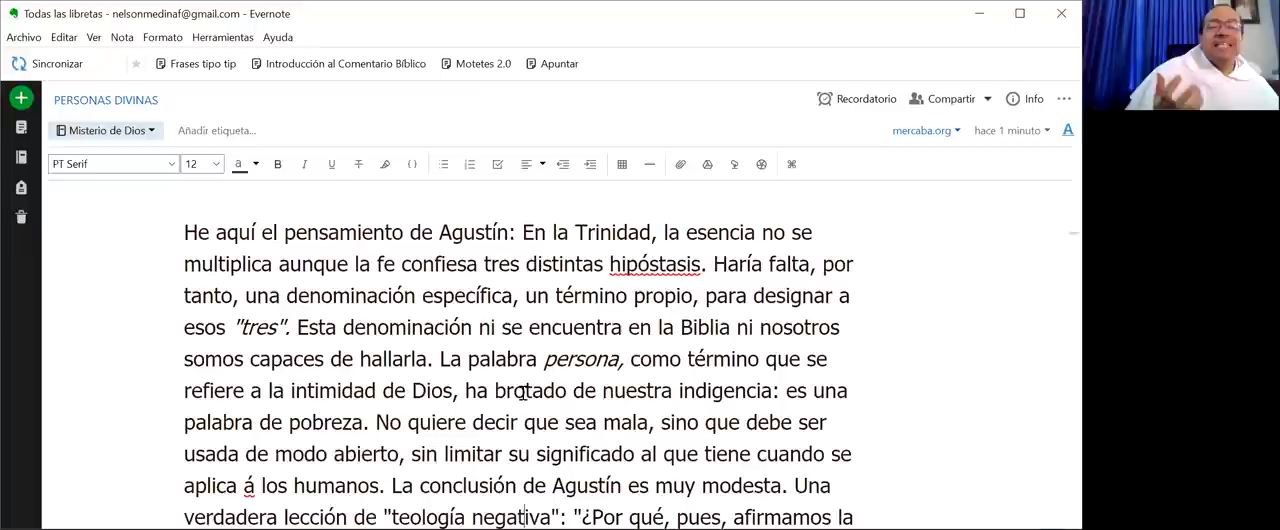 Todas las libretas - nelsonmedinaf@gmail.com - Evernote
Archivo Editar Ver Nota Formato Herramientas Ayuda
Sincronizar Frases tipo tip Introducción al Comentario Bíblico Motetes 2.0 Apuntar
PERSONAS DIVINAS Recordatorio Compartir Info
Misterio de Dios Añadir etiqueta... mercaba.org hace 1 minuto
PT Serif 12 a B I U T
He aquí el pensamiento de Agustín: En la Trinidad, la esencia no se
multiplica aunque la fe confiesa tres distintas hipóstasis. Haría falta, por
tanto, una denominación específica, un término propio, para designar a
esos "tres". Esta denominación ni se encuentra en la Biblia ni nosotros
somos capaces de hallarla. La palabra persona, como término que se
refiere a la intimidad de Dios, ha brotado de nuestra indigencia: es una
palabra de pobreza. No quiere decir que sea mala, sino que debe ser
usada de modo abierto, sin limitar su significado al que tiene cuando se
aplica á los humanos. La conclusión de Agustín es muy modesta. Una
verdadera lección de "teología negativa": "¿Por qué, pues, afirmamos la